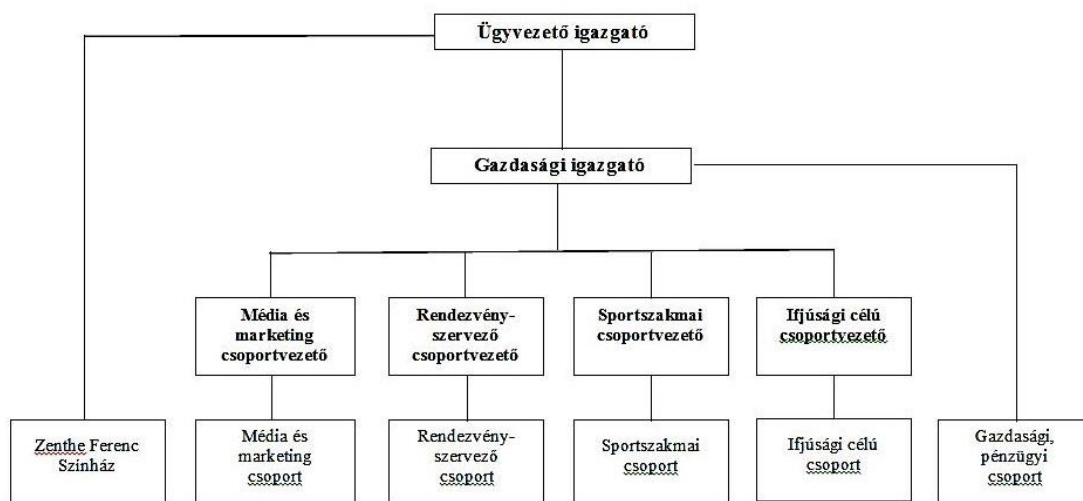 Ügyvezető igazgató
Gazdasági igazgató
Média és
marketing
csoportvezető
Rendezvény-
szervező
csoportvezető
Sportszakmai
csoportvezető
Ifjúsági célú
csoportvezető
Zenthe Ferenc
Színház
Média és
marketing
csoport
Rendezvény-
szervező
csoport
Sportszakmai
csoport
Ifjúsági célú
csoport
Gazdasági,
pénzügyi
csoport